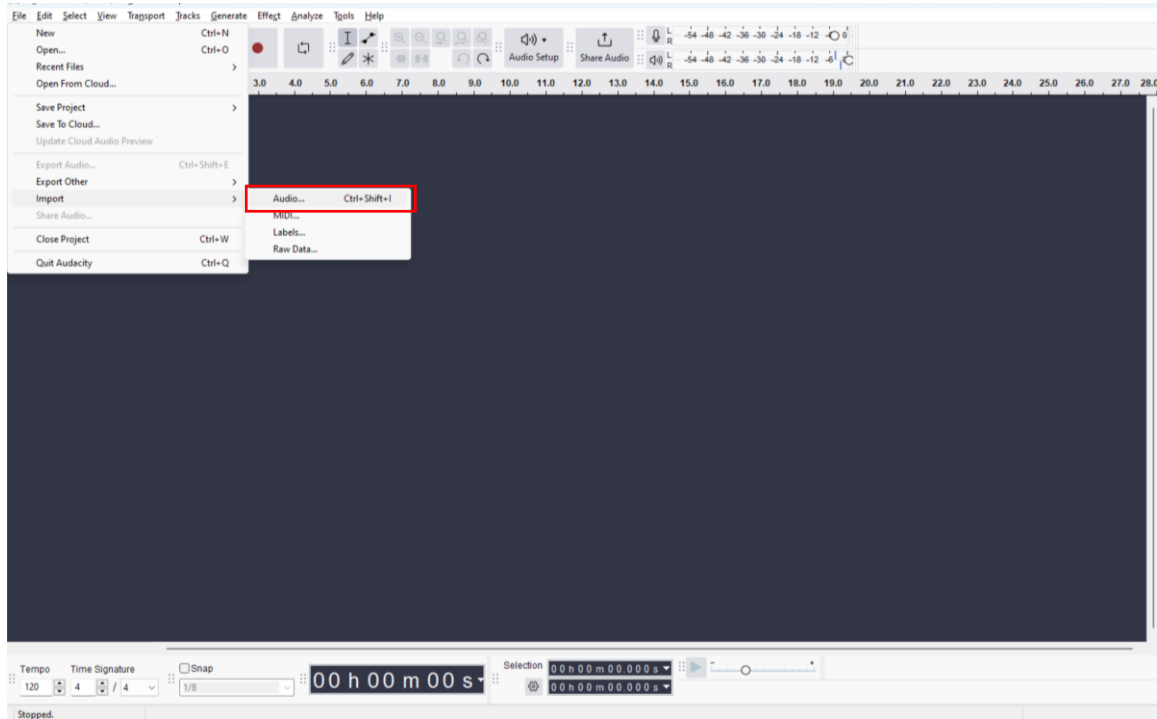 File Edit Select View Transport Tracks Generate Effect Analyze Tools Help
New Ctrl+N
Open... Ctrl+O
Recent Files >
Open From Cloud...
Save Project >
Save To Cloud...
Update Cloud Audio Preview
Export Audio... Ctrl+Shift+E
Export Other >
Import >
Share Audio...
Close Project Ctrl+W
Quit Audacity Ctrl+Q
Audio... Ctrl+Shift+I
MIDI...
Labels...
Raw Data...
Audio Setup
Share Audio
L R -54 -48 -42 -36 -30 -24 -18 -12 0
L R -54 -48 -42 -36 -30 -24 -18 -12 -6
3.0 4.0 5.0 6.0 7.0 8.0 9.0 10.0 11.0 12.0 13.0 14.0 15.0 16.0 17.0 18.0 19.0 20.0 21.0 22.0 23.0 24.0 25.0 26.0 27.0 28.0
Tempo Time Signature
120 4 / 4
Snap
1/8
00 h 00 m 00 s
Selection
00 h 00 m 00.000 s
00 h 00 m 00.000 s
- +
Stopped.